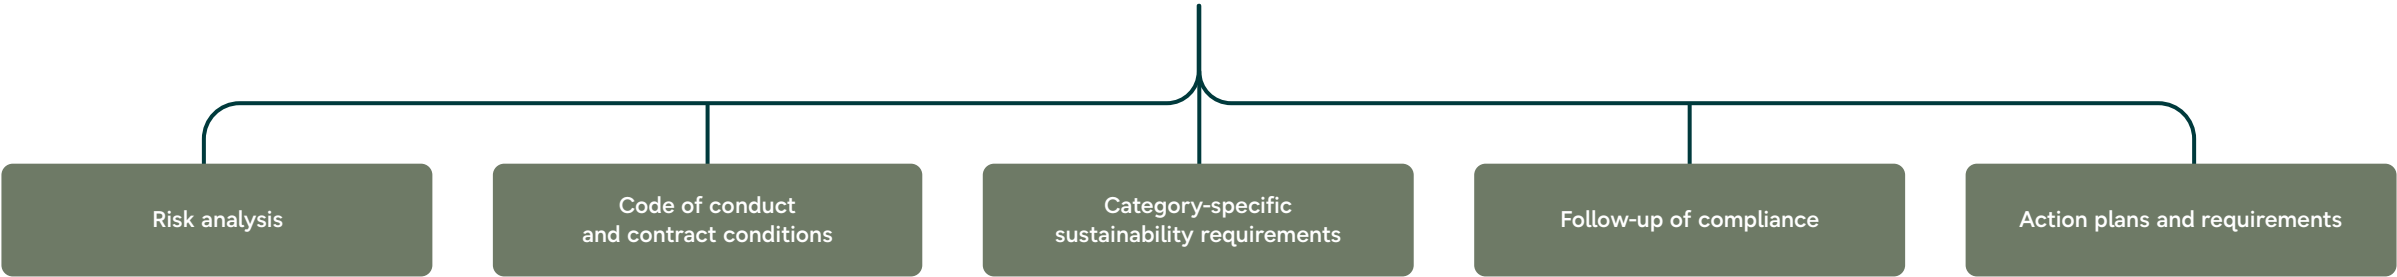 Risk analysis
Code of conduct
and contract conditions
Category-specific
sustainability requirements
Follow-up of compliance
Action plans and requirements